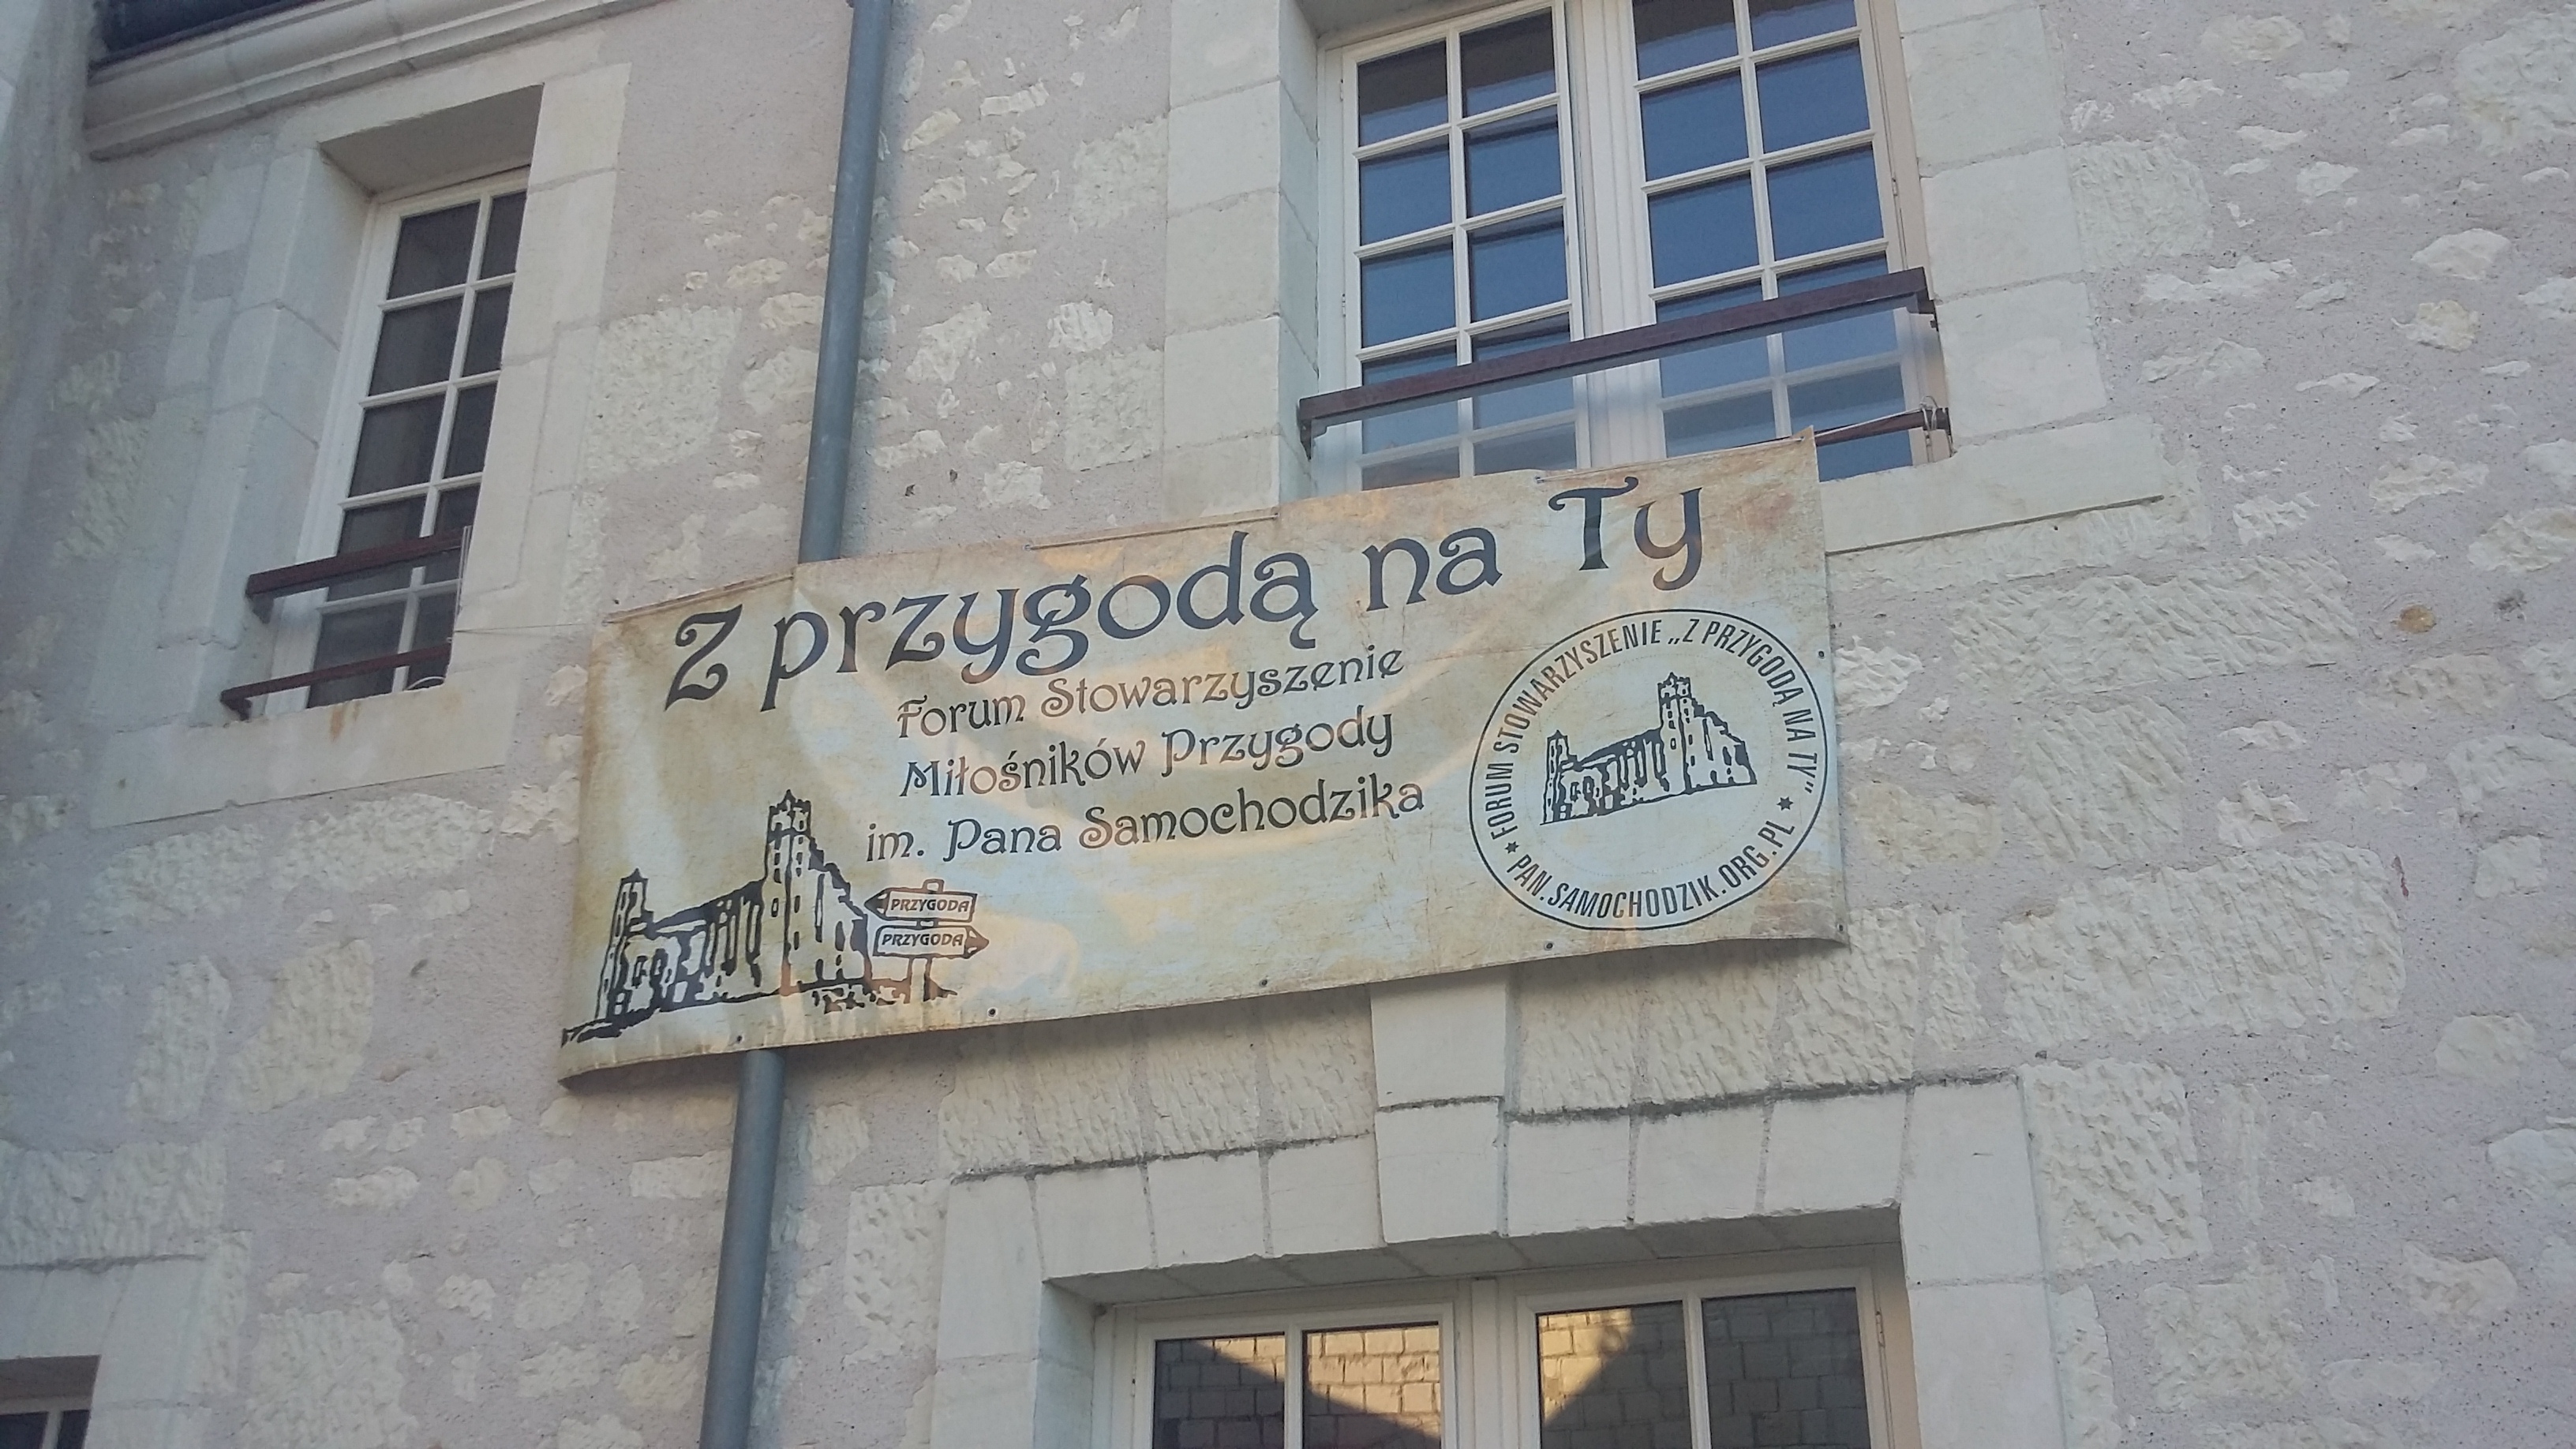 Z przygodą na Ty
Forum Stowarzyszenie
Miłośników Przygody
im. Pana Samochodzika
PRZYGODA
PRZYGODA
* FORUM STOWARZYSZENIE „Z PRZYGODĄ NA TY” *
PAN.SAMOCHODZIK.ORG.PL